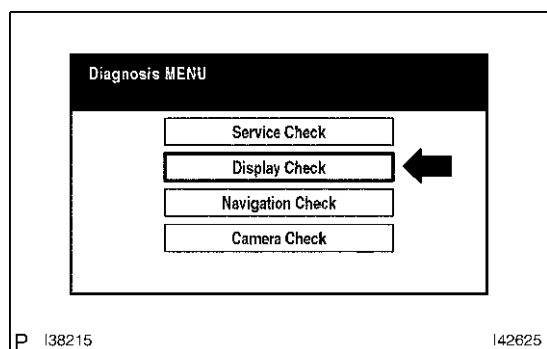 Diagnosis MENU
Service Check
Display Check
Navigation Check
Camera Check
P I38215 I42625